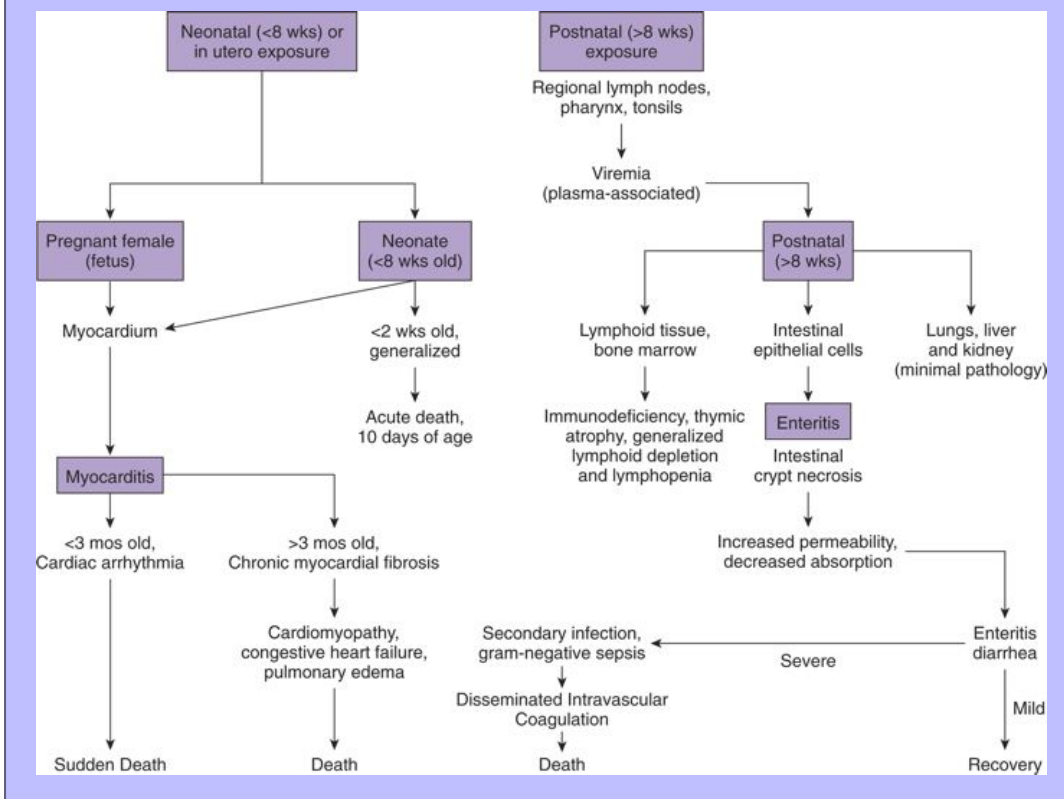 Neonatal (<8 wks) or
in utero exposure
Postnatal (>8 wks)
exposure
Regional lymph nodes,
pharynx, tonsils
Viremia
(plasma-associated)
Pregnant female
(fetus)
Neonate
(<8 wks old)
Postnatal
(>8 wks)
Myocardium
<2 wks old,
generalized
Lymphoid tissue,
bone marrow
Intestinal
epithelial cells
Lungs, liver
and kidney
(minimal pathology)
Acute death,
10 days of age
Immunodeficiency, thymic
atrophy, generalized
lymphoid depletion
and lymphopenia
Enteritis
Intestinal
crypt necrosis
Myocarditis
<3 mos old,
Cardiac arrhythmia
>3 mos old,
Chronic myocardial fibrosis
Increased permeability,
decreased absorption
Cardiomyopathy,
congestive heart failure,
pulmonary edema
Secondary infection,
gram-negative sepsis
Severe
Enteritis
diarrhea
Disseminated Intravascular
Coagulation
Mild
Sudden Death
Death
Death
Recovery